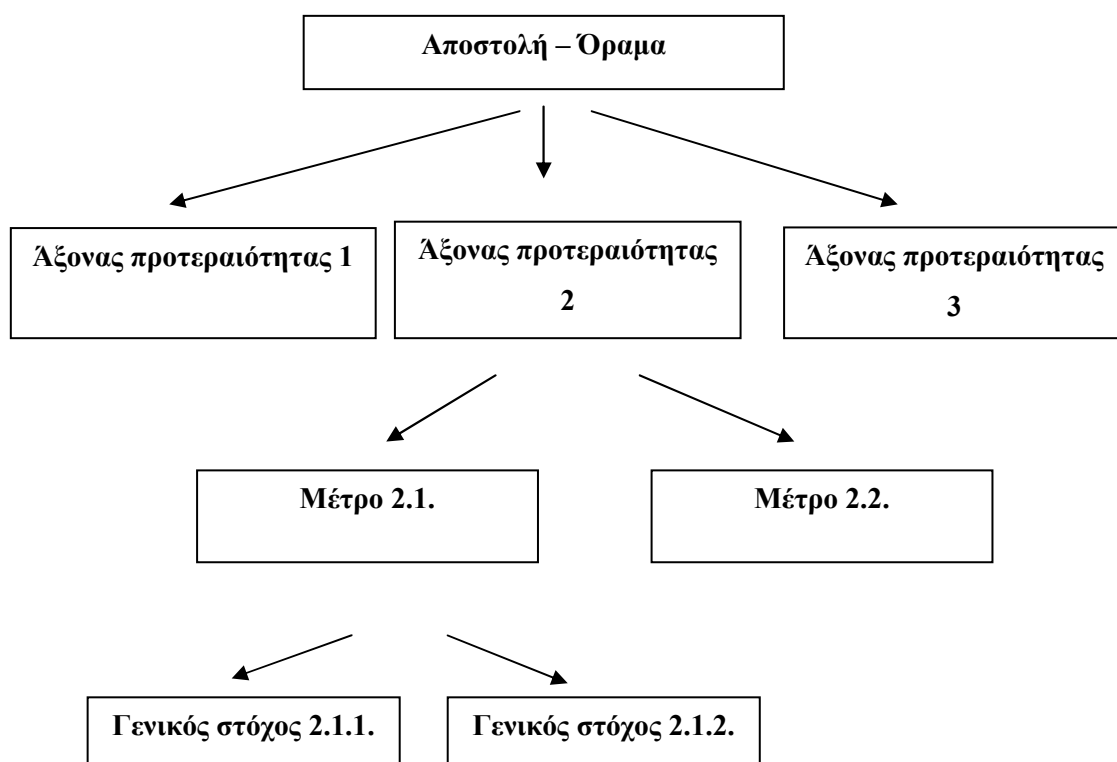 Αποστολή – Όραμα
Άξονας προτεραιότητας 1
Άξονας προτεραιότητας
2
Άξονας προτεραιότητας
3
Μέτρο 2.1.
Μέτρο 2.2.
Γενικός στόχος 2.1.1.
Γενικός στόχος 2.1.2.